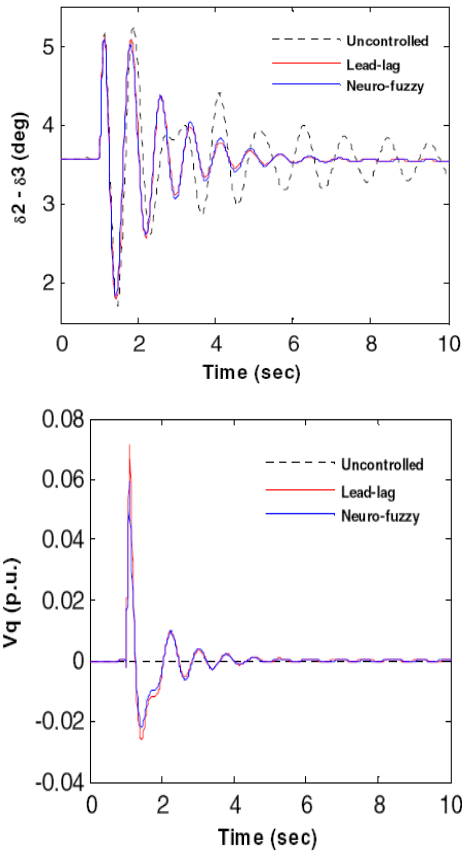 5
4
3
2
δ2 - δ3 (deg)
Uncontrolled
Lead-lag
Neuro-fuzzy
0 2 4 6 8 10
Time (sec)
0.08
0.06
0.04
0.02
0
-0.02
-0.04
Vq (p.u.)
Uncontrolled
Lead-lag
Neuro-fuzzy
0 2 4 6 8 10
Time (sec)